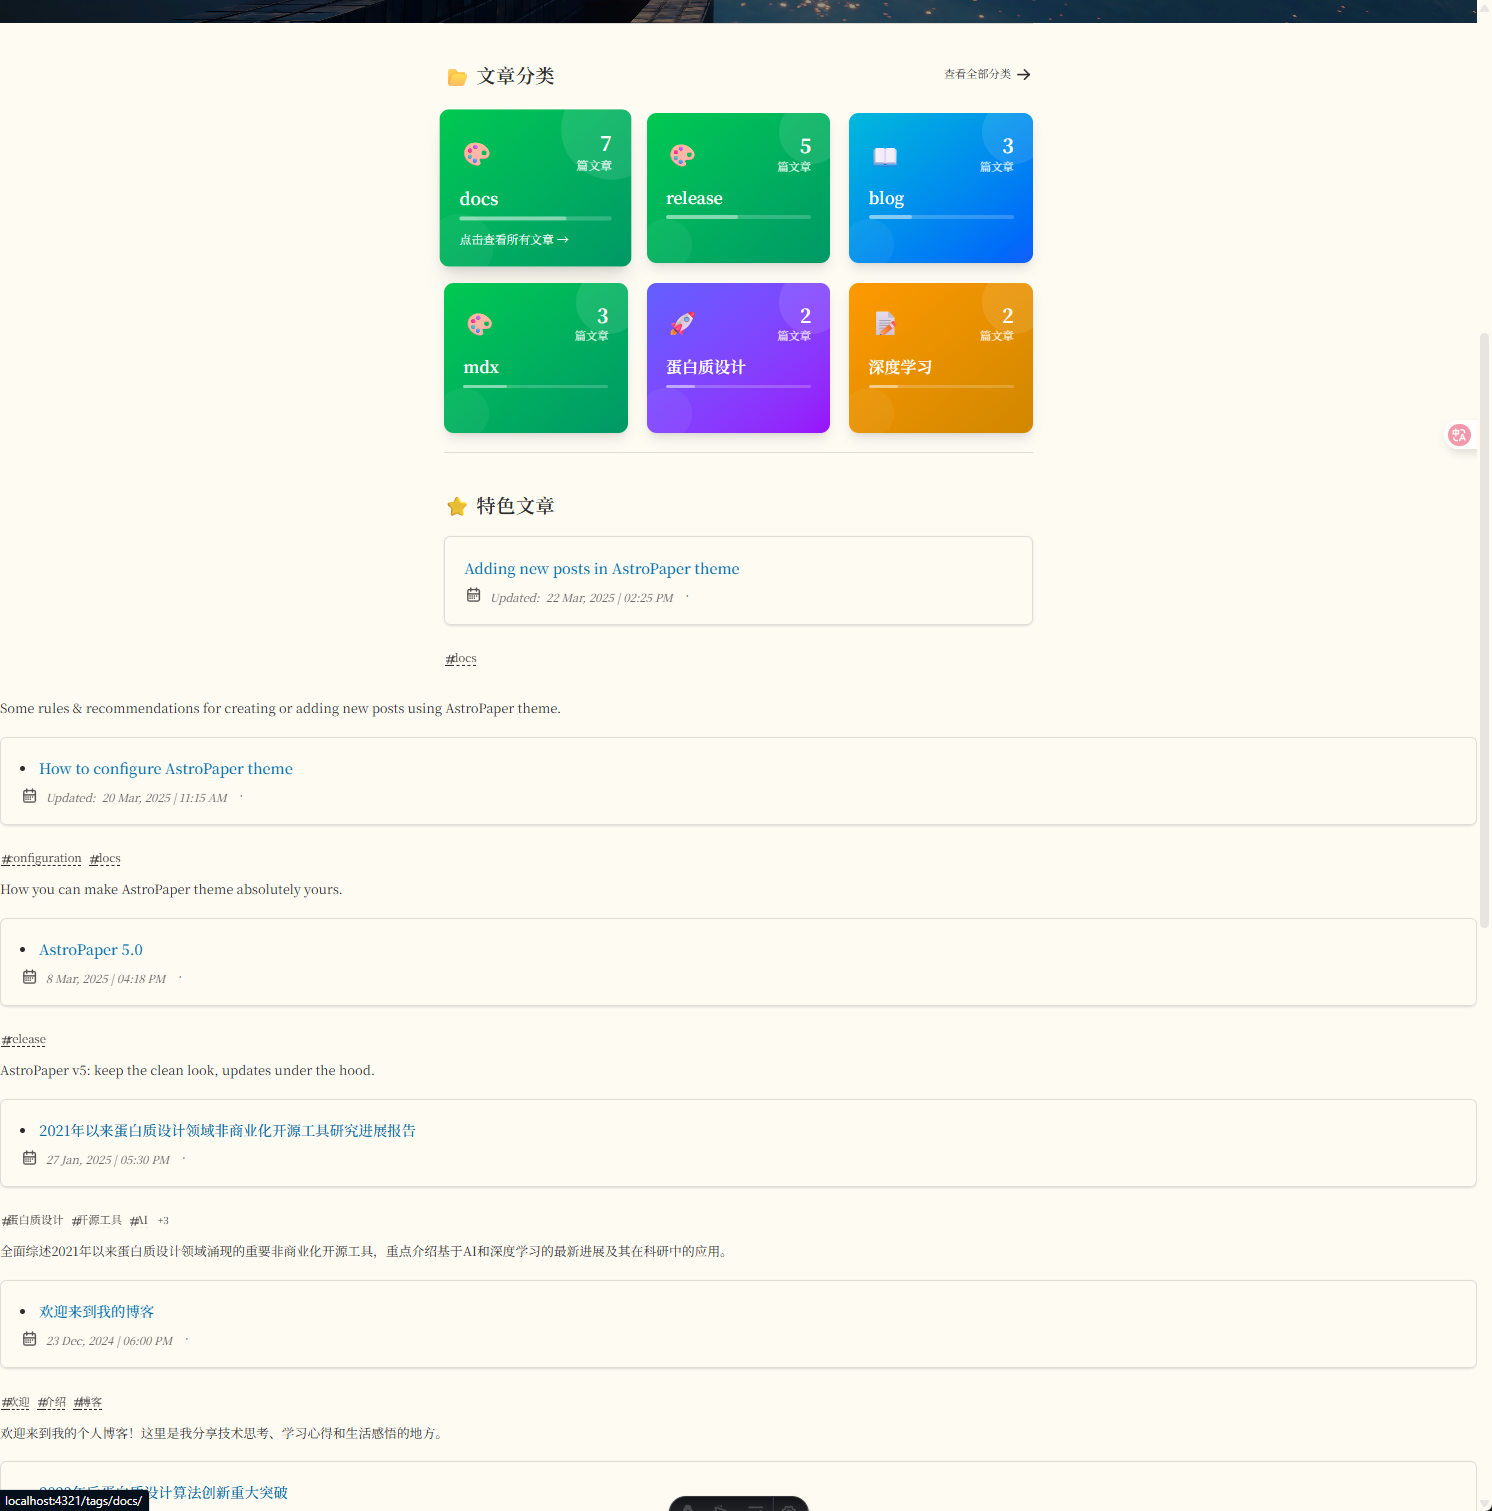 文章分类
查看全部分类 →
7
篇文章
docs
点击查看所有文章 →
5
篇文章
release
3
篇文章
blog
3
篇文章
mdx
2
篇文章
蛋白质设计
2
篇文章
深度学习
特色文章
Adding new posts in AstroPaper theme
Updated: 22 Mar, 2025 | 02:25 PM ·
#docs
Some rules & recommendations for creating or adding new posts using AstroPaper theme.
• How to configure AstroPaper theme
Updated: 20 Mar, 2025 | 11:15 AM ·
#configuration #docs
How you can make AstroPaper theme absolutely yours.
• AstroPaper 5.0
8 Mar, 2025 | 04:18 PM ·
#release
AstroPaper v5: keep the clean look, updates under the hood.
• 2021年以来蛋白质设计领域非商业化开源工具研究进展报告
27 Jan, 2025 | 05:30 PM ·
#蛋白质设计 #开源工具 #AI +3
全面综述2021年以来蛋白质设计领域涌现的重要非商业化开源工具，重点介绍基于AI和深度学习的最新进展及其在科研中的应用。
• 欢迎来到我的博客
23 Dec, 2024 | 06:00 PM ·
#欢迎 #介绍 #博客
欢迎来到我的个人博客！这里是我分享技术思考、学习心得和生活感悟的地方。
设计算法创新重大突破
localhost:4321/tags/docs/